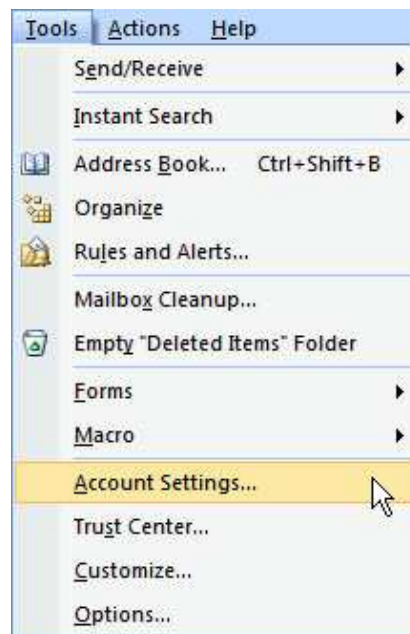 Tools Actions Help
Send/Receive
Instant Search
Address Book... Ctrl+Shift+B
Organize
Rules and Alerts...
Mailbox Cleanup...
Empty "Deleted Items" Folder
Forms
Macro
Account Settings...
Trust Center...
Customize...
Options...